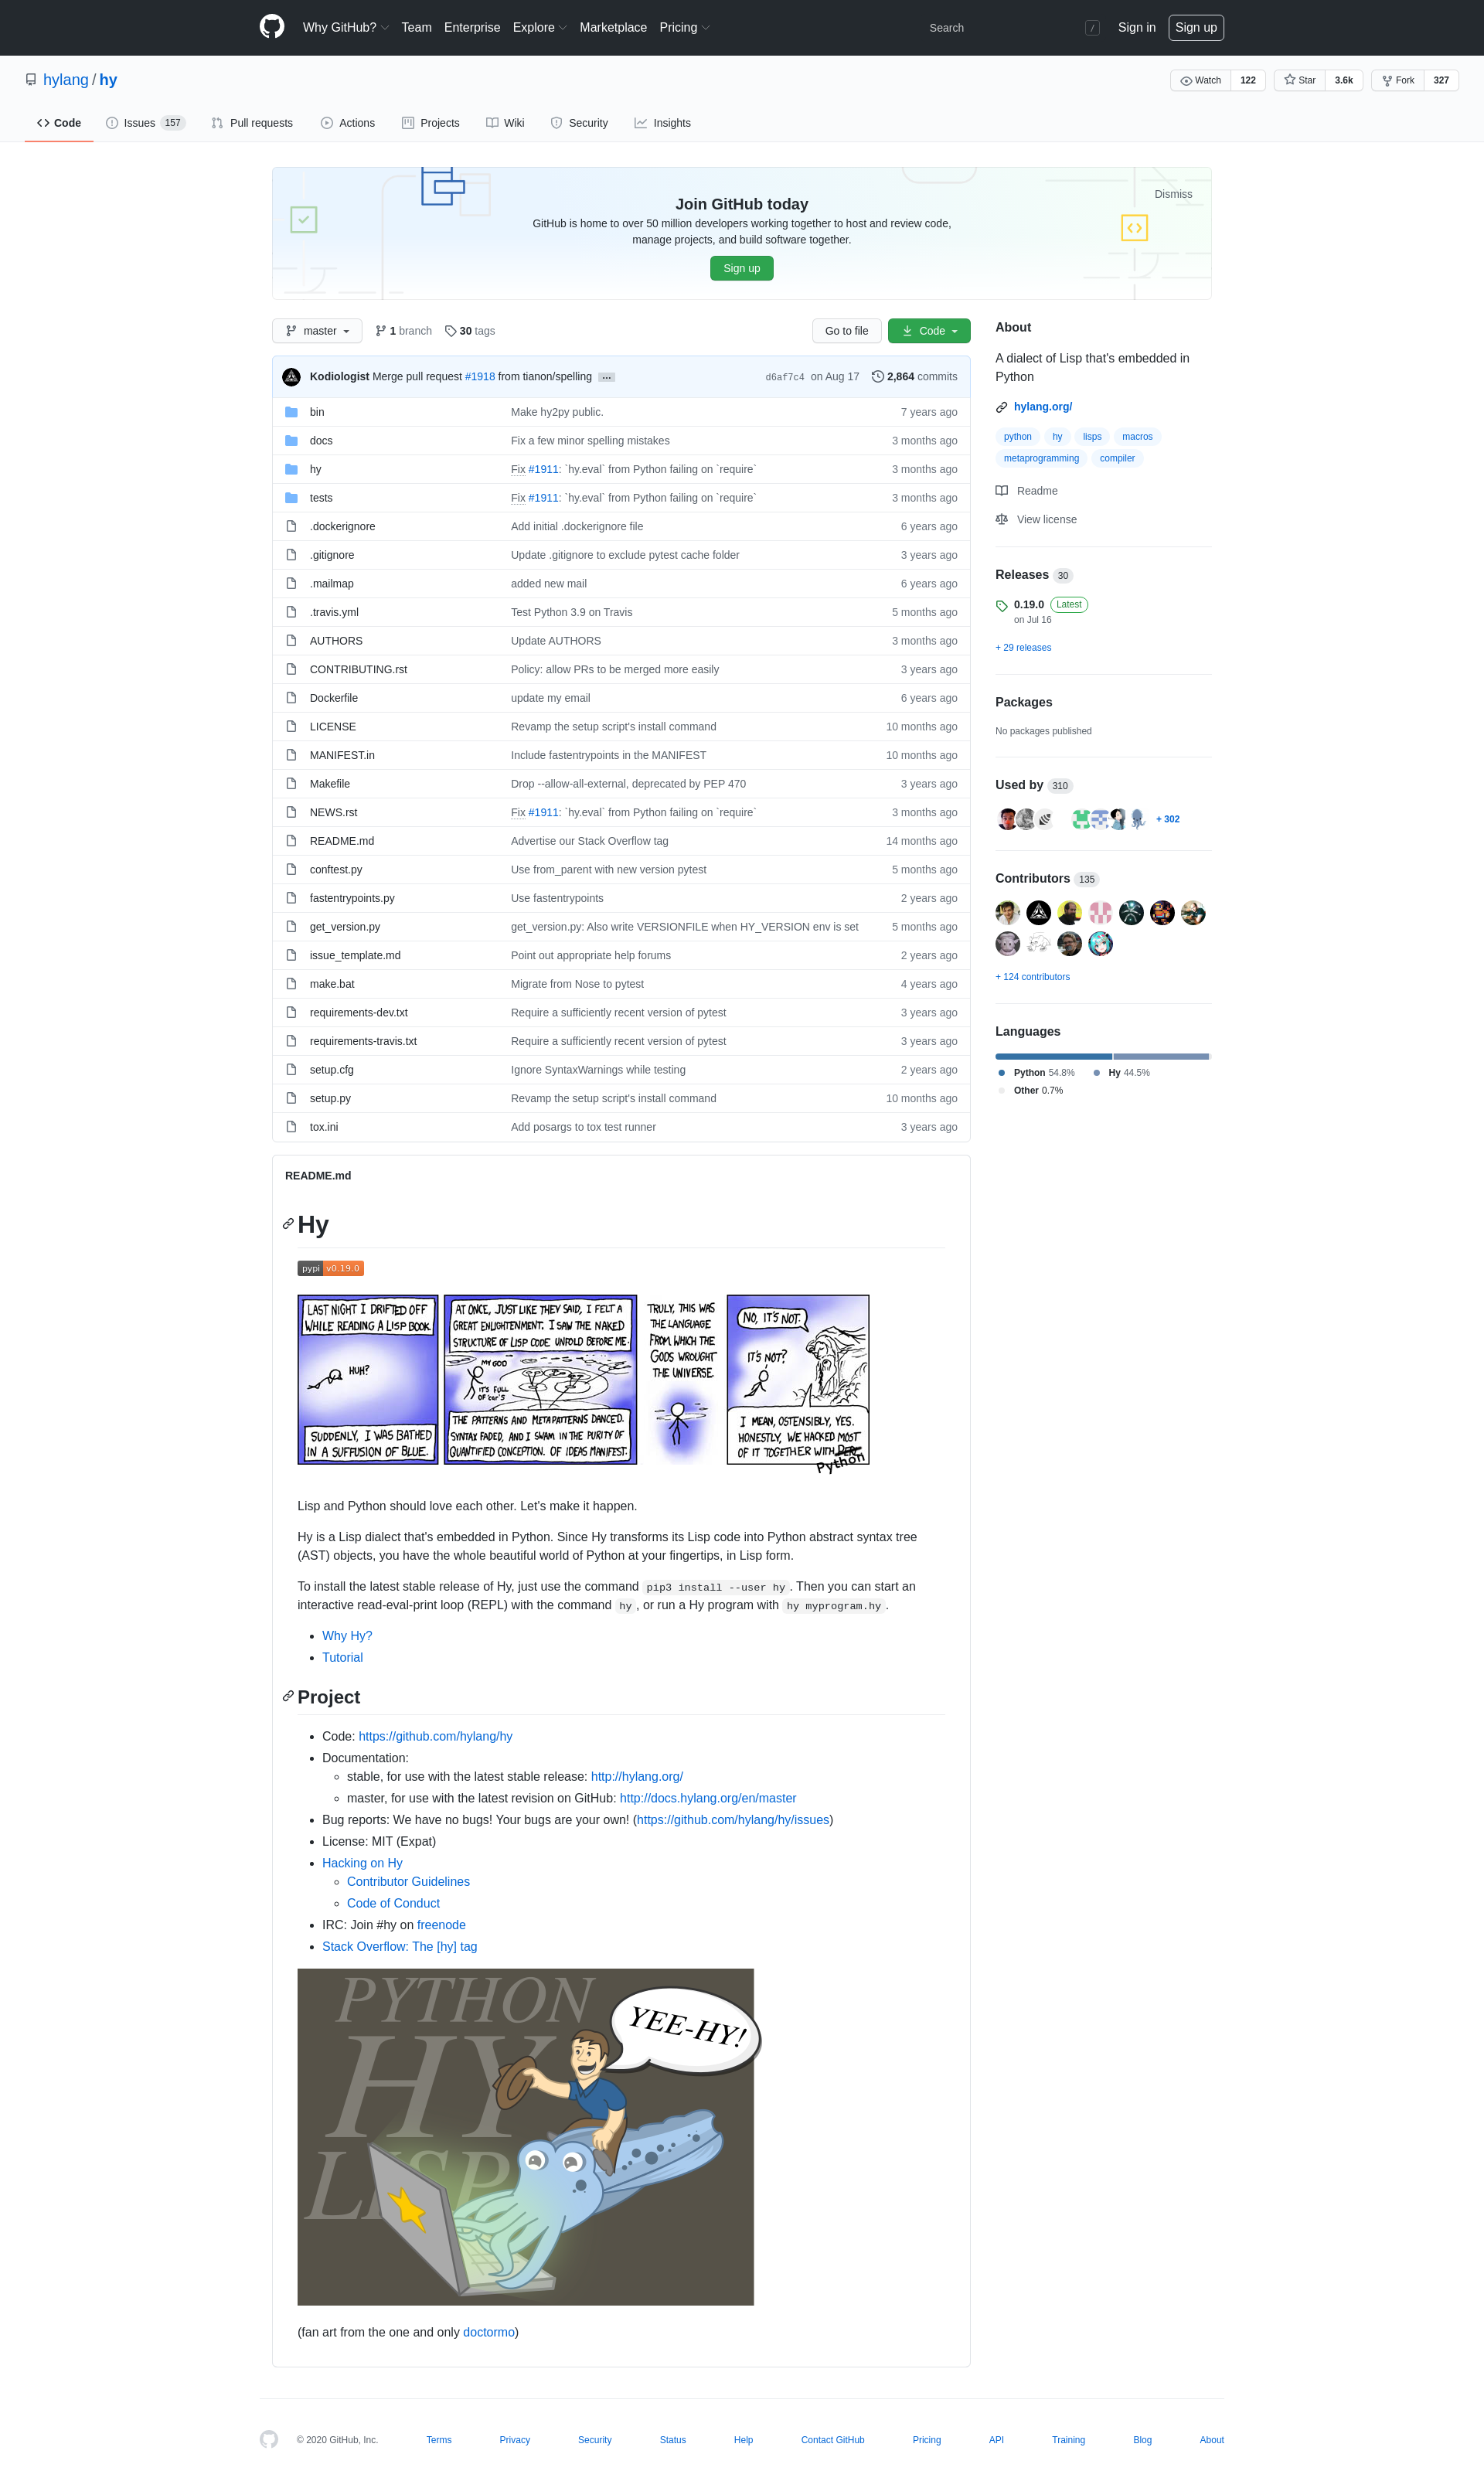 Why GitHub? Team Enterprise Explore Marketplace Pricing Search / Sign in Sign up
hylang / hy Watch 122 Star 3.6k Fork 327
Code Issues 157 Pull requests Actions Projects Wiki Security Insights
Dismiss
Join GitHub today
GitHub is home to over 50 million developers working together to host and review code,
manage projects, and build software together.
Sign up
master 1 branch 30 tags Go to file Code
Kodiologist Merge pull request #1918 from tianon/spelling … d6af7c4 on Aug 17 2,864 commits
bin Make hy2py public. 7 years ago
docs Fix a few minor spelling mistakes 3 months ago
hy Fix #1911: `hy.eval` from Python failing on `require` 3 months ago
tests Fix #1911: `hy.eval` from Python failing on `require` 3 months ago
.dockerignore Add initial .dockerignore file 6 years ago
.gitignore Update .gitignore to exclude pytest cache folder 3 years ago
.mailmap added new mail 6 years ago
.travis.yml Test Python 3.9 on Travis 5 months ago
AUTHORS Update AUTHORS 3 months ago
CONTRIBUTING.rst Policy: allow PRs to be merged more easily 3 years ago
Dockerfile update my email 6 years ago
LICENSE Revamp the setup script's install command 10 months ago
MANIFEST.in Include fastentrypoints in the MANIFEST 10 months ago
Makefile Drop --allow-all-external, deprecated by PEP 470 3 years ago
NEWS.rst Fix #1911: `hy.eval` from Python failing on `require` 3 months ago
README.md Advertise our Stack Overflow tag 14 months ago
conftest.py Use from_parent with new version pytest 5 months ago
fastentrypoints.py Use fastentrypoints 2 years ago
get_version.py get_version.py: Also write VERSIONFILE when HY_VERSION env is set 5 months ago
issue_template.md Point out appropriate help forums 2 years ago
make.bat Migrate from Nose to pytest 4 years ago
requirements-dev.txt Require a sufficiently recent version of pytest 3 years ago
requirements-travis.txt Require a sufficiently recent version of pytest 3 years ago
setup.cfg Ignore SyntaxWarnings while testing 2 years ago
setup.py Revamp the setup script's install command 10 months ago
tox.ini Add posargs to tox test runner 3 years ago
About
A dialect of Lisp that's embedded in
Python
hylang.org/
python hy lisps macros
metaprogramming compiler
Readme
View license
Releases 30
0.19.0 Latest
on Jul 16
+ 29 releases
Packages
No packages published
Used by 310
+ 302
Contributors 135
+ 124 contributors
Languages
Python 54.8% Hy 44.5%
Other 0.7%
README.md
Hy
pypi v0.19.0
LAST NIGHT I DRIFTED OFF
WHILE READING A LISP BOOK.
HUH?
SUDDENLY, I WAS BATHED
IN A SUFFUSION OF BLUE.
AT ONCE, JUST LIKE THEY SAID, I FELT A
GREAT ENLIGHTENMENT. I SAW THE NAKED
STRUCTURE OF LISP CODE UNFOLD BEFORE ME.
MY GOD
IT'S FULL
OF 'CAR'S
THE PATTERNS AND METAPATTERNS DANCED.
SYNTAX FADED, AND I SWAM IN THE PURITY OF
QUANTIFIED CONCEPTION. OF IDEAS MANIFEST.
TRULY, THIS WAS
THE LANGUAGE
FROM WHICH THE
GODS WROUGHT
THE UNIVERSE.
NO, IT'S NOT.
IT'S NOT?
I MEAN, OSTENSIBLY, YES.
HONESTLY, WE HACKED MOST
OF IT TOGETHER WITH PERL.
Python
Lisp and Python should love each other. Let's make it happen.
Hy is a Lisp dialect that's embedded in Python. Since Hy transforms its Lisp code into Python abstract syntax tree
(AST) objects, you have the whole beautiful world of Python at your fingertips, in Lisp form.
To install the latest stable release of Hy, just use the command pip3 install --user hy. Then you can start an
interactive read-eval-print loop (REPL) with the command hy, or run a Hy program with hy myprogram.hy.
• Why Hy?
• Tutorial
Project
• Code: https://github.com/hylang/hy
• Documentation:
◦ stable, for use with the latest stable release: http://hylang.org/
◦ master, for use with the latest revision on GitHub: http://docs.hylang.org/en/master
• Bug reports: We have no bugs! Your bugs are your own! (https://github.com/hylang/hy/issues)
• License: MIT (Expat)
• Hacking on Hy
◦ Contributor Guidelines
◦ Code of Conduct
• IRC: Join #hy on freenode
• Stack Overflow: The [hy] tag
PYTHON
HY
LISP
YEE-HY!
(fan art from the one and only doctormo)
© 2020 GitHub, Inc. Terms Privacy Security Status Help Contact GitHub Pricing API Training Blog About